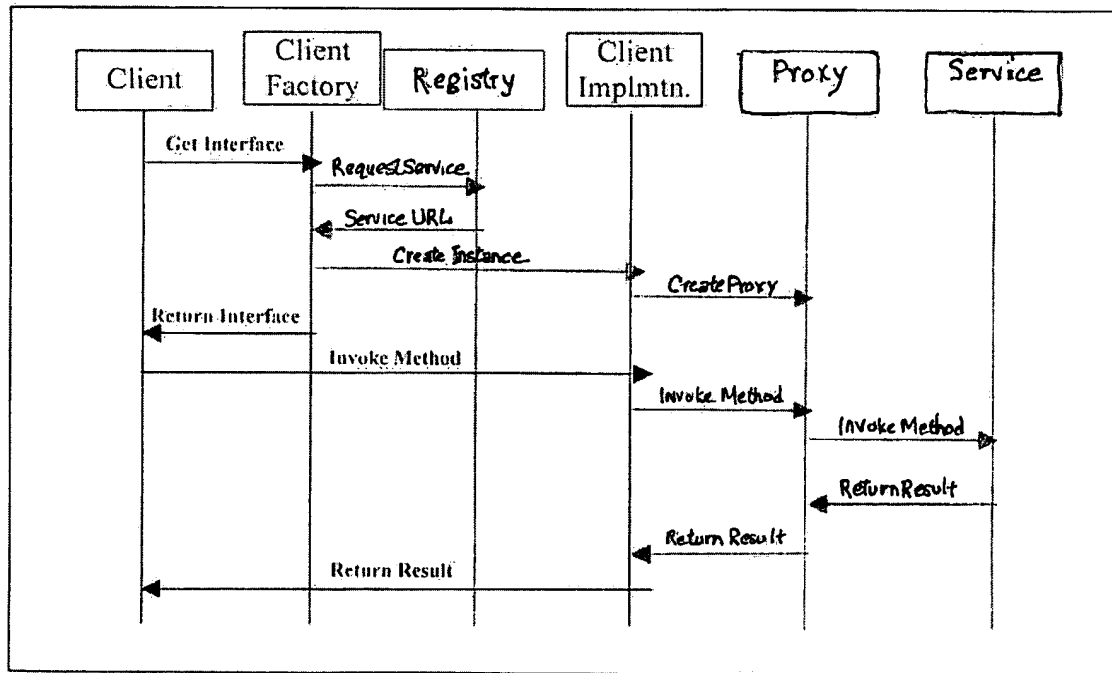 Client
Client
Factory
Registry
Client
Implmtn.
Proxy
Service
Get Interface
RequestService
Service URL
Create Instance
CreateProxy
Return Interface
Invoke Method
Invoke Method
Invoke Method
ReturnResult
Return Result
Return Result